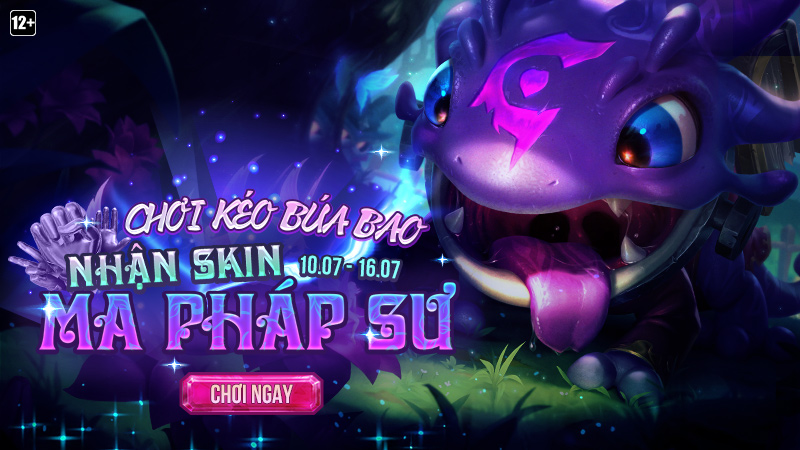 12+
CHƠI KÉO BÚA BAO
NHẬN SKIN 10.07 - 16.07
MA PHÁP SƯ
CHƠI NGAY